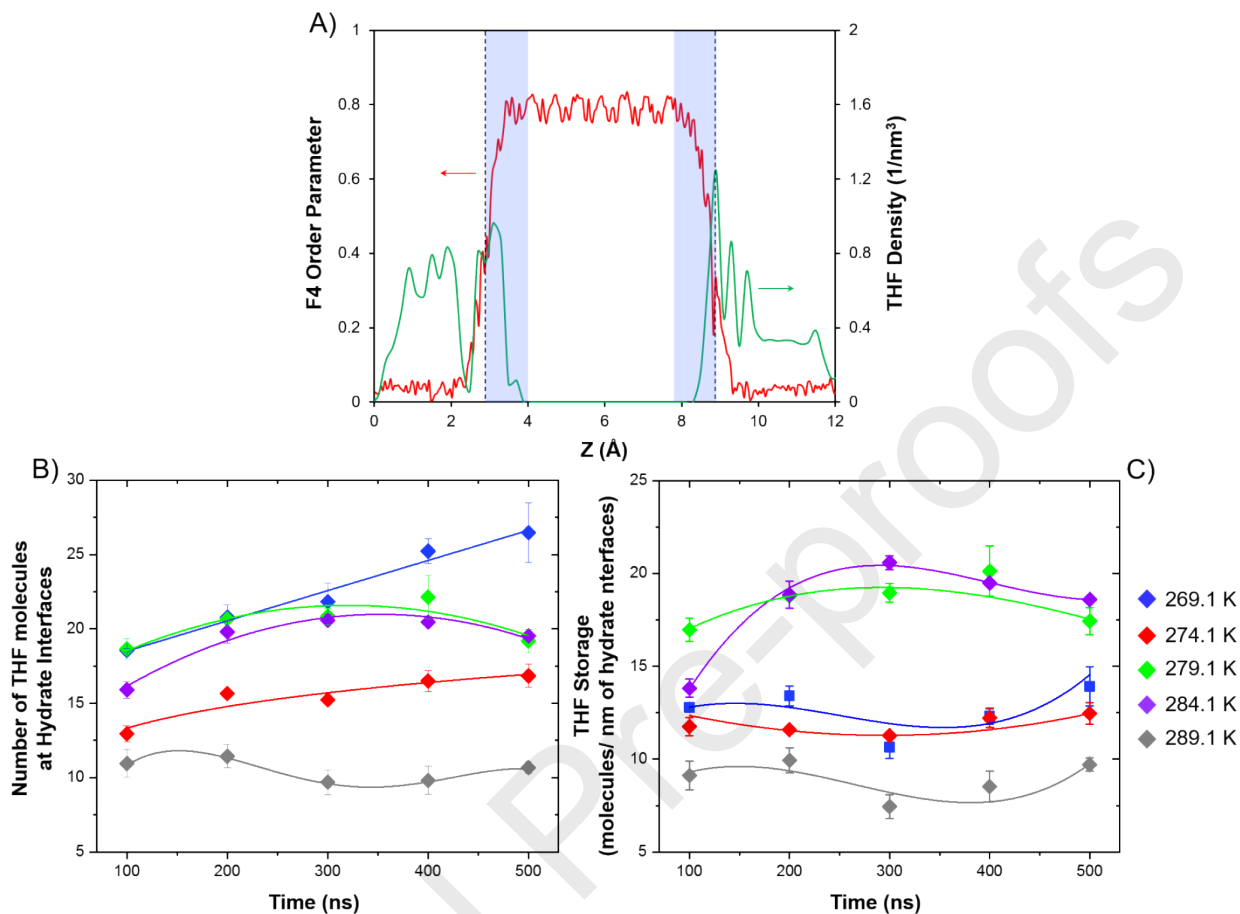 A)
F4 Order Parameter
1
0.8
0.6
0.4
0.2
0
0 2 4 6 8 10 12
Z (Å)
2
1.6
1.2
0.8
0.4
0
THF Density (1/nm³)
B)
Number of THF molecules
at Hydrate Interfaces
30
25
20
15
10
5
100 200 300 400 500
Time (ns)
C)
THF Storage
(molecules/ nm of hydrate nterfaces)
25
20
15
10
5
100 200 300 400 500
Time (ns)
269.1 K
274.1 K
279.1 K
284.1 K
289.1 K
l Pre-proofs